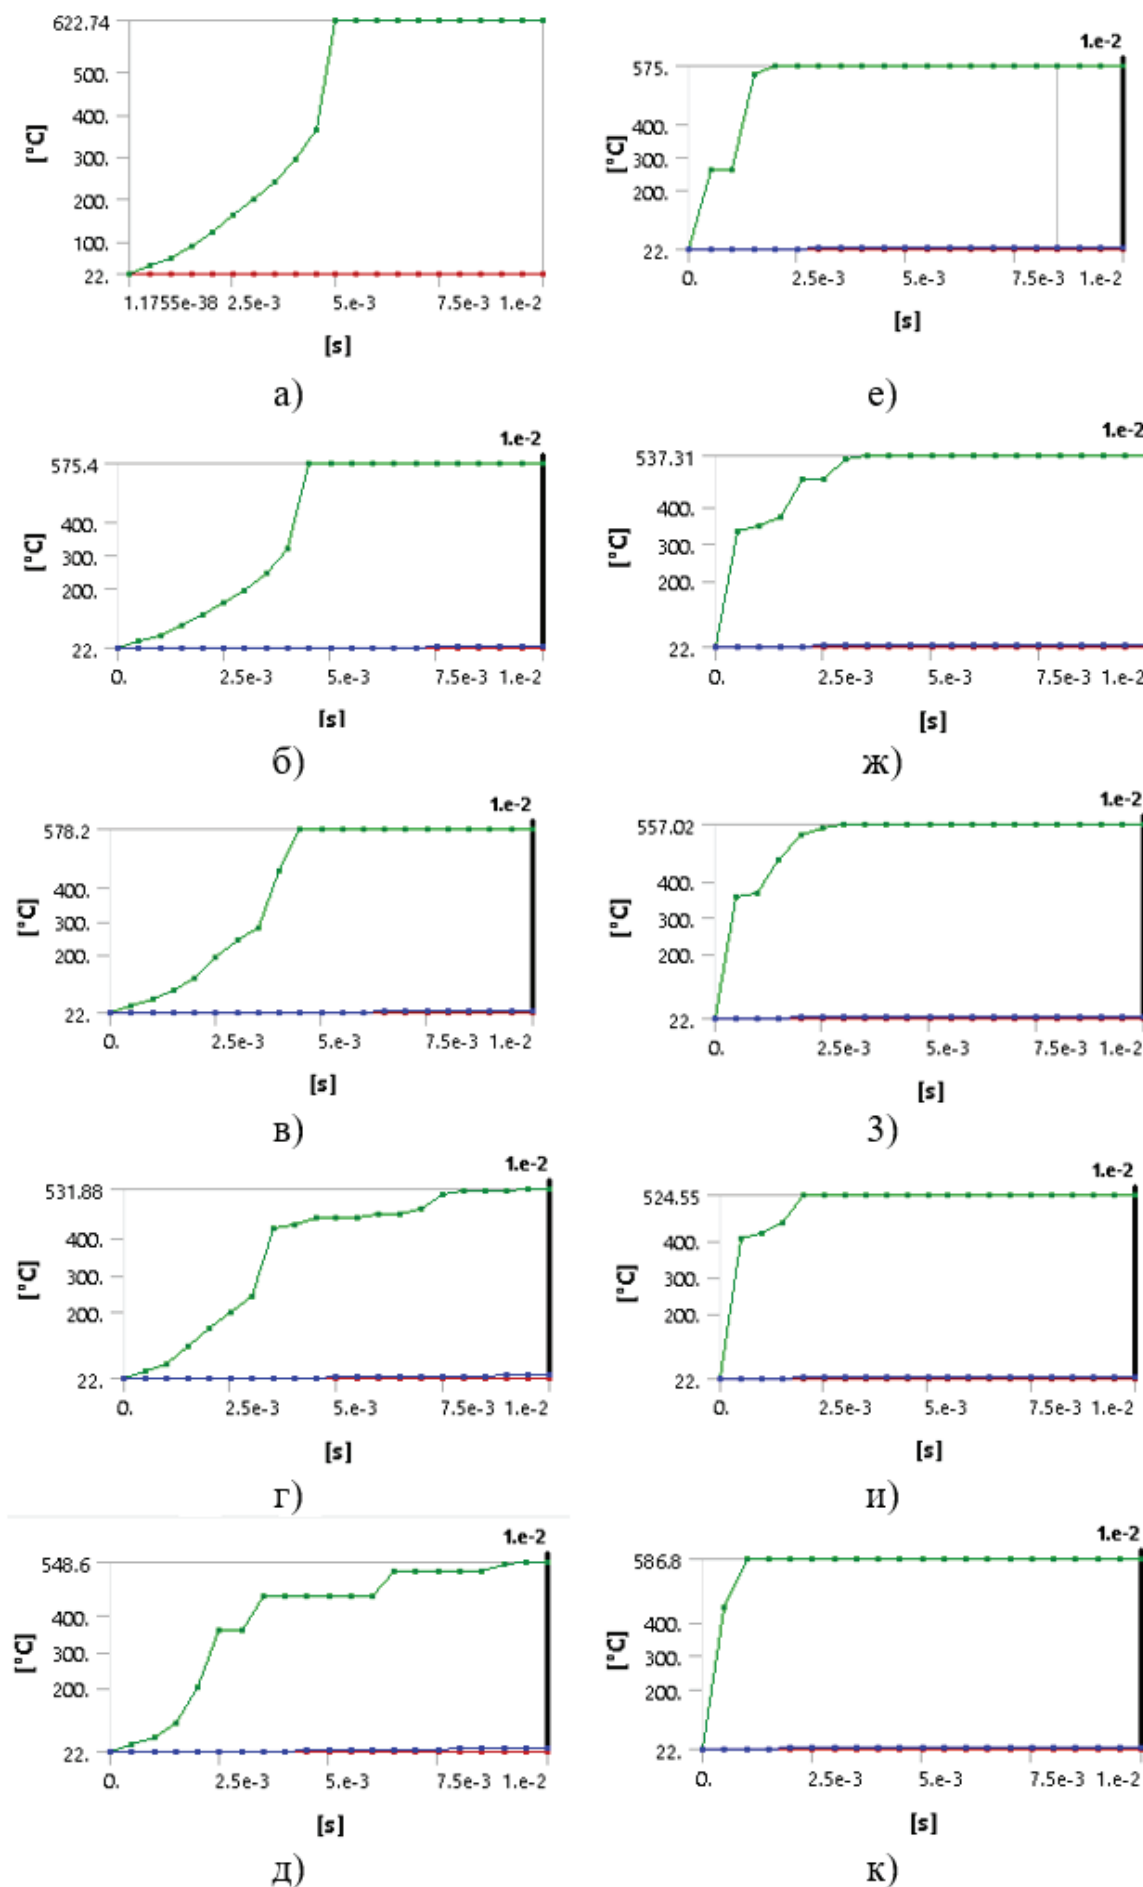 622.74
500.
400.
300.
200.
100.
22.
[°C]
1.1755e-38 2.5e-3 5.e-3 7.5e-3 1.e-2
[s]
а)
1.e-2
575.
400.
300.
200.
22.
[°C]
0. 2.5e-3 5.e-3 7.5e-3 1.e-2
[s]
е)
1.e-2
575.4
400.
300.
200.
22.
[°C]
0. 2.5e-3 5.e-3 7.5e-3 1.e-2
[s]
б)
1.e-2
537.31
400.
300.
200.
22.
[°C]
0. 2.5e-3 5.e-3 7.5e-3 1.e-2
[s]
ж)
1.e-2
578.2
400.
300.
200.
22.
[°C]
0. 2.5e-3 5.e-3 7.5e-3 1.e-2
[s]
в)
1.e-2
557.02
400.
300.
200.
22.
[°C]
0. 2.5e-3 5.e-3 7.5e-3 1.e-2
[s]
З)
1.e-2
531.88
400.
300.
200.
22.
[°C]
0. 2.5e-3 5.e-3 7.5e-3 1.e-2
[s]
г)
1.e-2
524.55
400.
300.
200.
22.
[°C]
0. 2.5e-3 5.e-3 7.5e-3 1.e-2
[s]
и)
1.e-2
548.6
400.
300.
200.
22.
[°C]
0. 2.5e-3 5.e-3 7.5e-3 1.e-2
[s]
д)
1.e-2
586.8
400.
300.
200.
22.
[°C]
0. 2.5e-3 5.e-3 7.5e-3 1.e-2
[s]
к)